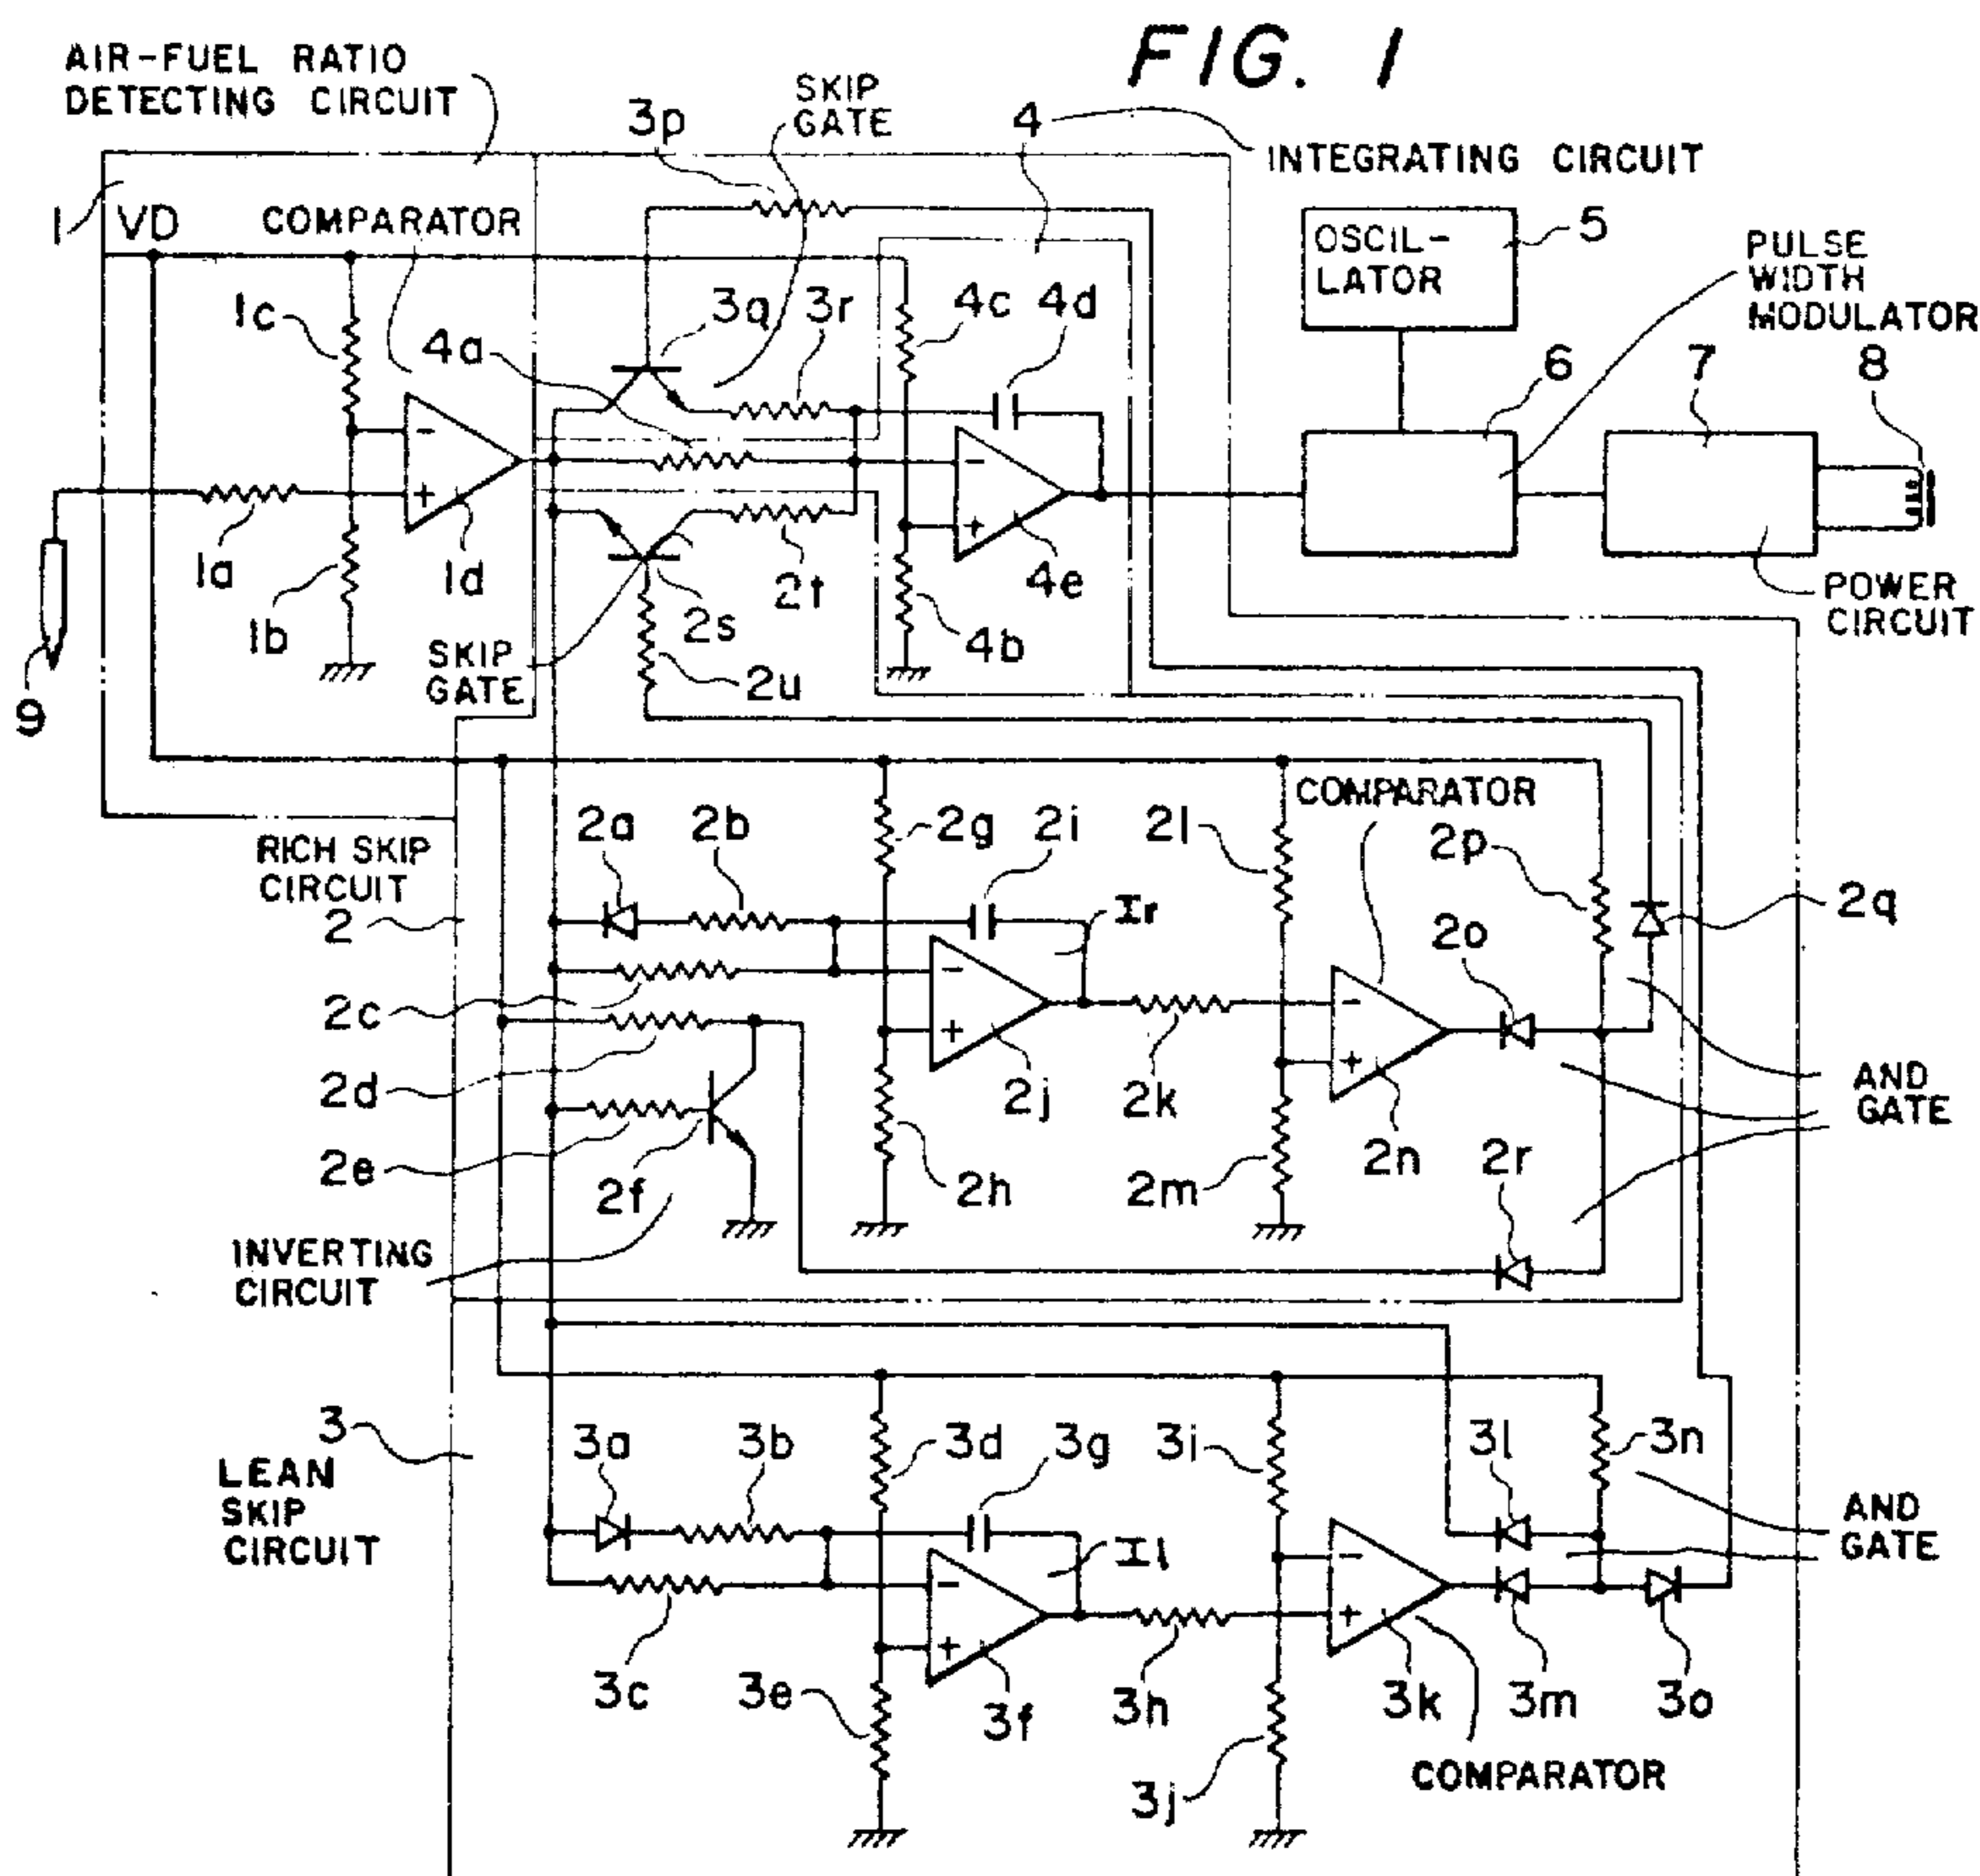 FIG. 1
AIR-FUEL RATIO
DETECTING CIRCUIT
SKIP
GATE
3p
4
INTEGRATING CIRCUIT
1
VD
COMPARATOR
OSCIL-
LATOR
5
PULSE
WIDTH
MODULATOR
1c
4a
3q
3r
4c
4d
6
7
8
-
+
-
+
1a
1b
1d
2s
2t
4e
4b
POWER
CIRCUIT
9
SKIP
GATE
2u
COMPARATOR
RICH SKIP
CIRCUIT
2
2a
2b
2g
2i
2l
2p
2q
Ir
2o
2c
-
+
-
+
2d
2j
2k
2n
AND
GATE
2e
2f
2h
2m
2r
INVERTING
CIRCUIT
3
LEAN
SKIP
CIRCUIT
3a
3b
3d
3g
3i
3l
3n
AND
GATE
Il
-
+
-
+
3c
3e
3f
3h
3k
3m
3o
3j
COMPARATOR